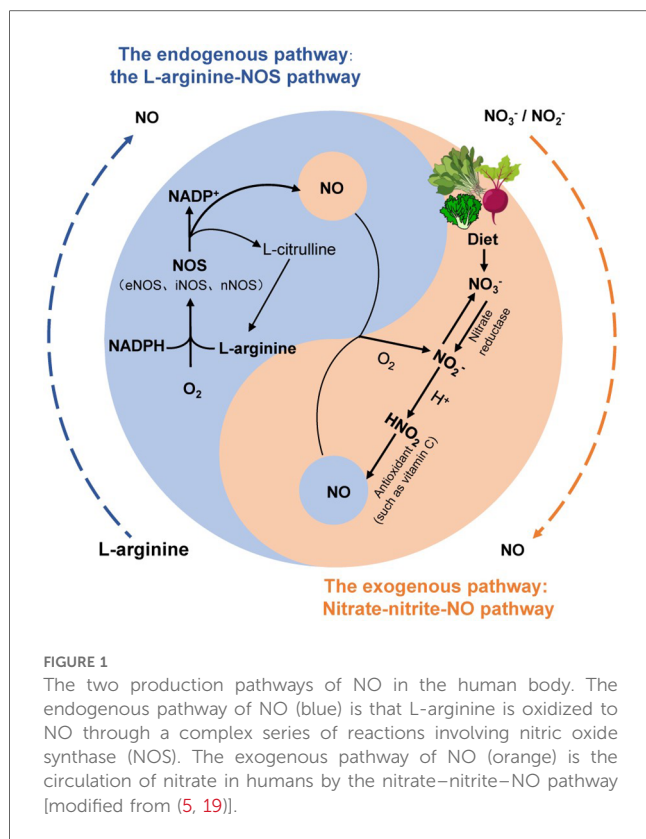 The endogenous pathway:
the L-arginine-NOS pathway
NO
NO₃⁻ / NO₂⁻
NADP⁺
NO
L-citrulline
NOS
（eNOS、iNOS、nNOS）
NADPH
L-arginine
O₂
Diet
NO₃⁻
Nitrate
reductase
O₂
NO₂⁻
H⁺
HNO₂
Antioxidant
(such as vitamin C)
NO
L-arginine
NO
The exogenous pathway:
Nitrate-nitrite-NO pathway
FIGURE 1
The two production pathways of NO in the human body. The
endogenous pathway of NO (blue) is that L-arginine is oxidized to
NO through a complex series of reactions involving nitric oxide
synthase (NOS). The exogenous pathway of NO (orange) is the
circulation of nitrate in humans by the nitrate–nitrite–NO pathway
[modified from (5, 19)].